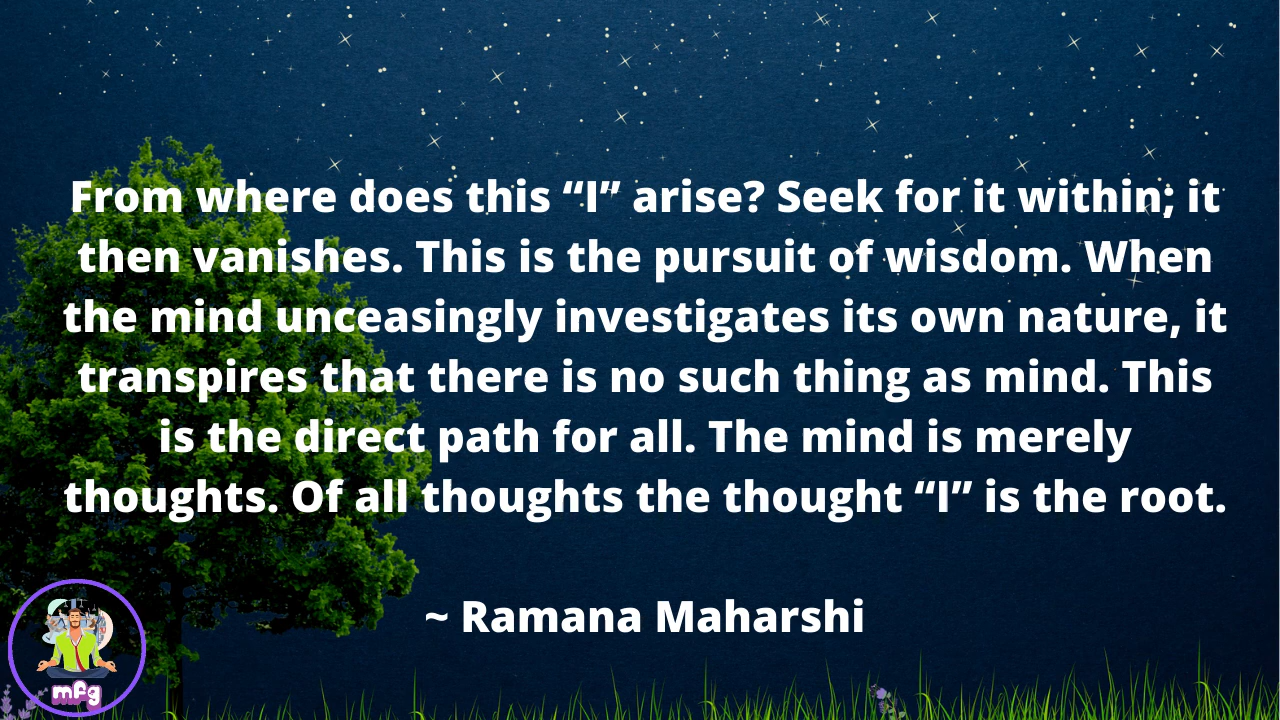 From where does this “I” arise? Seek for it within; it
then vanishes. This is the pursuit of wisdom. When
the mind unceasingly investigates its own nature, it
transpires that there is no such thing as mind. This
is the direct path for all. The mind is merely
thoughts. Of all thoughts the thought “I” is the root.
~ Ramana Maharshi
mfg